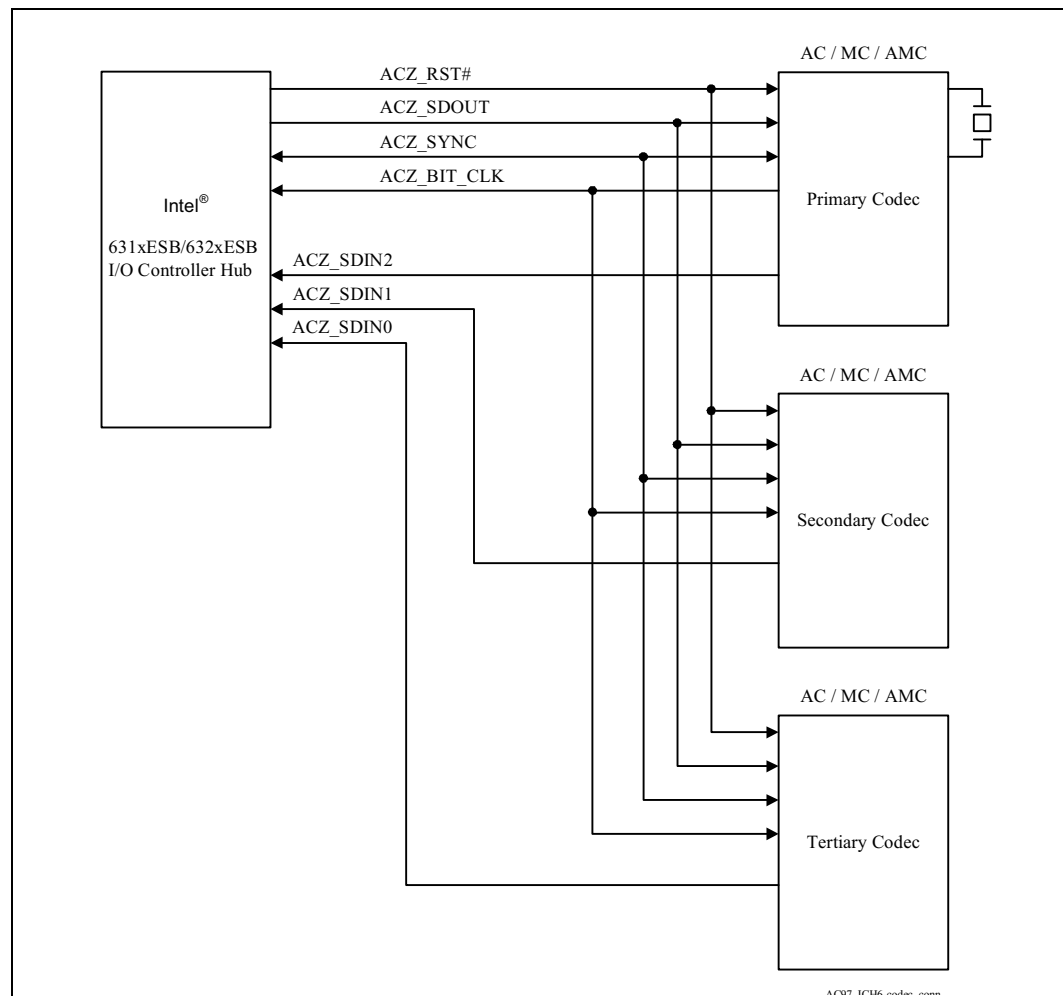 AC / MC / AMC
ACZ_RST#
ACZ_SDOUT
ACZ_SYNC
ACZ_BIT_CLK
Intel®
631xESB/632xESB
I/O Controller Hub
Primary Codec
ACZ_SDIN2
ACZ_SDIN1
ACZ_SDIN0
AC / MC / AMC
Secondary Codec
AC / MC / AMC
Tertiary Codec
AC97_ICH6_codec_conn